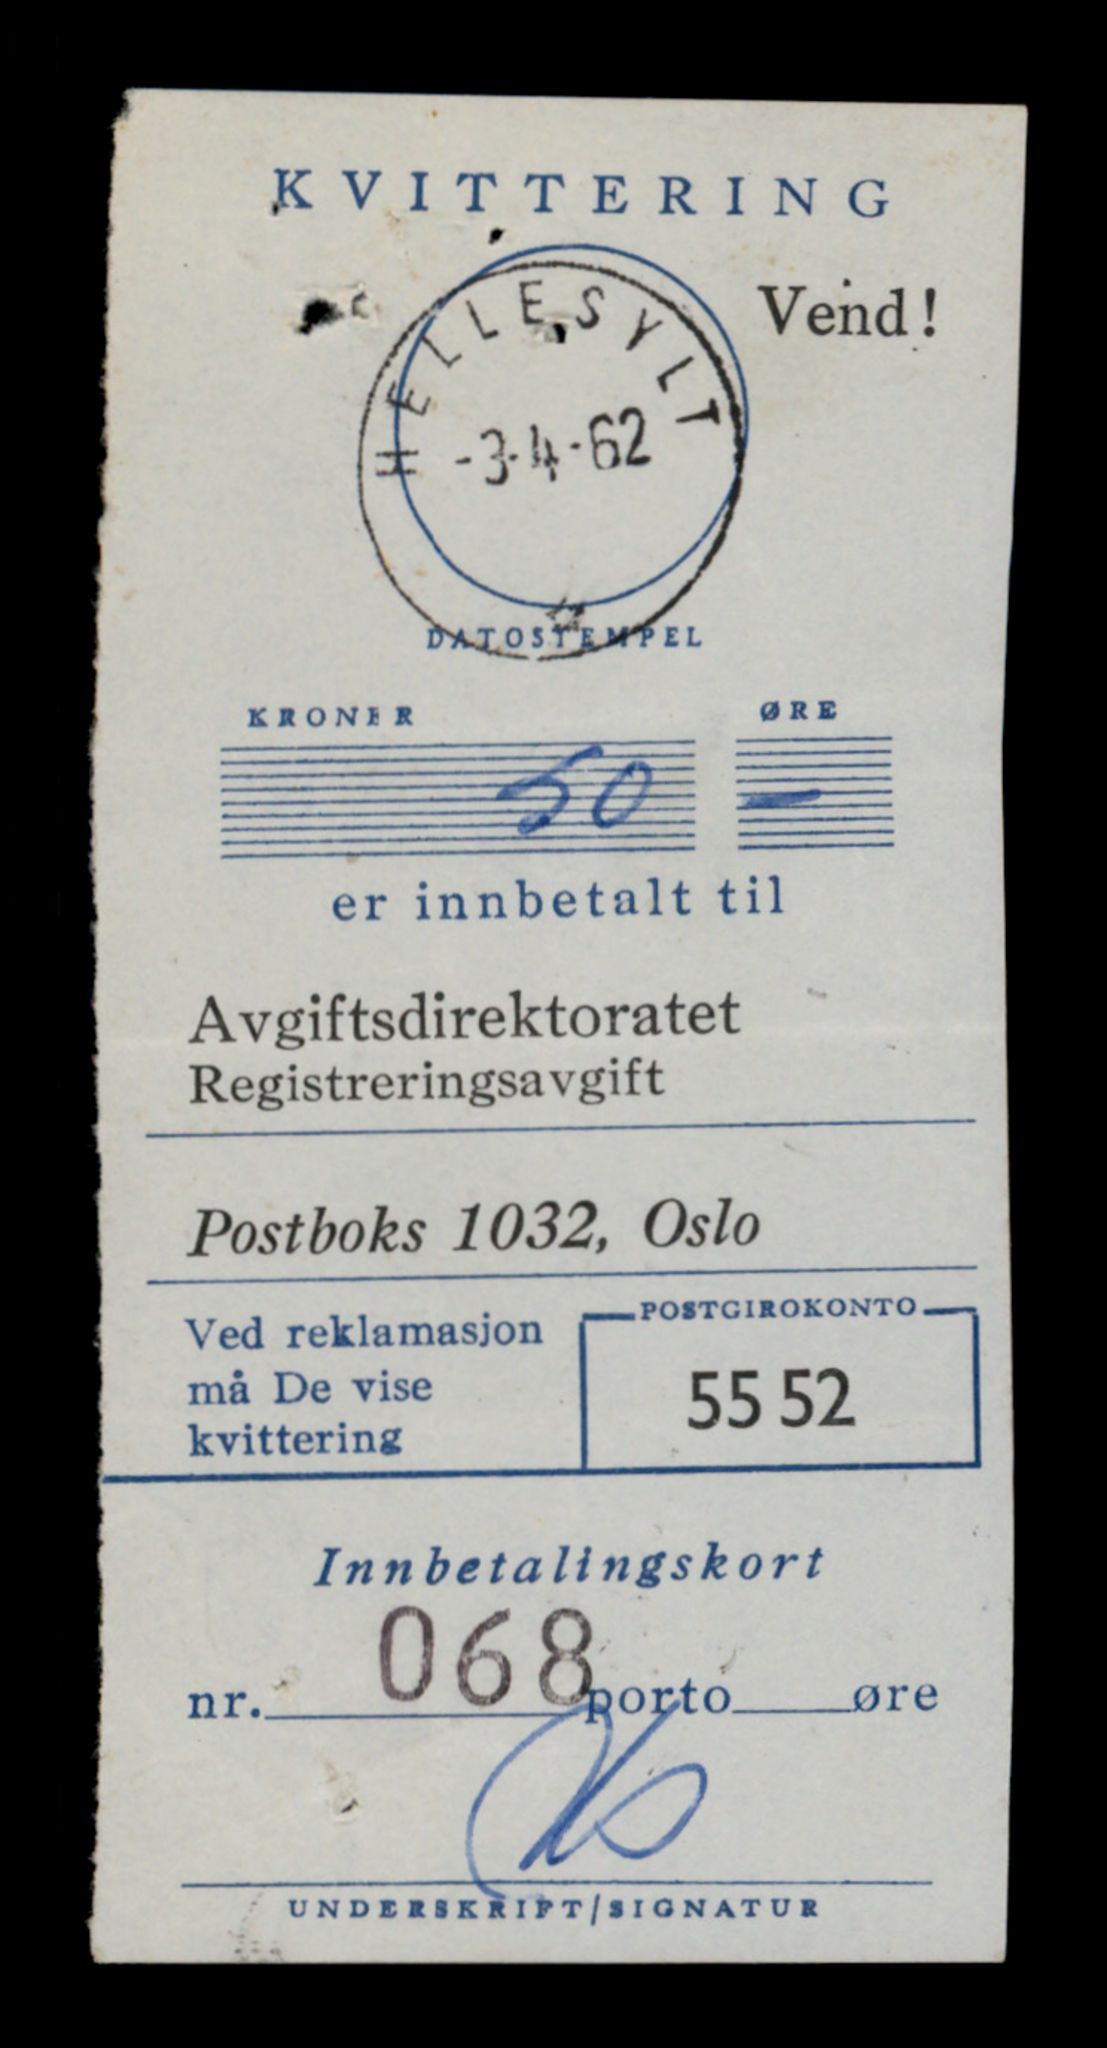 KVITTERING
Vend!
HELLESYLT
-3-4-62
DATOSTEMPEL
KRONER ØRE
50 —
er innbetalt til
Avgiftsdirektoratet
Registreringsavgift
Postboks 1032, Oslo
Ved reklamasjon
må De vise
kvittering
POSTGIROKONTO
55 52
Innbetalingskort
nr. 068 porto øre
UNDERSKRIFT/SIGNATUR